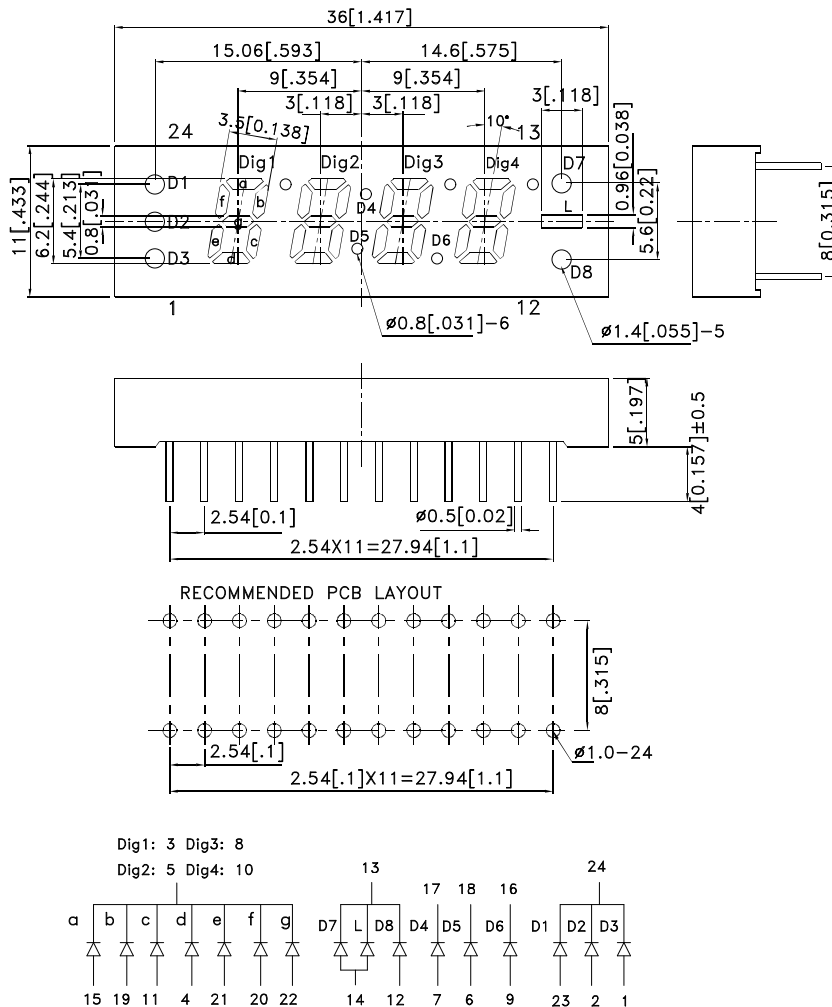 36[1.417]
15.06[.593] 14.6[.575]
9[.354] 9[.354]
3[.118] 3[.118] 3[.118]
3.5[0.138] 10°
24 13
Dig1 Dig2 Dig3 Dig4 D7
D1 a D4 L
f b
D2 g
D5 D6
D3 e c D8
d
11[.433]
6.2[.244]
5.4[.213]
0.8[.031]
0.96[0.038]
5.6[0.22]
8[0.315]
1 12
ø0.8[.031]-6
ø1.4[.055]-5
5[.197]
4[0.157]±0.5
2.54[0.1] ø0.5[0.02]
2.54X11=27.94[1.1]
RECOMMENDED PCB LAYOUT
8[.315]
2.54[.1] ø1.0-24
2.54[.1]X11=27.94[1.1]
Dig1: 3 Dig3: 8
Dig2: 5 Dig4: 10
13 24
17 18 16
a b c d e f g D7 L D8 D4 D5 D6 D1 D2 D3
15 19 11 4 21 20 22 14 12 7 6 9 23 2 1